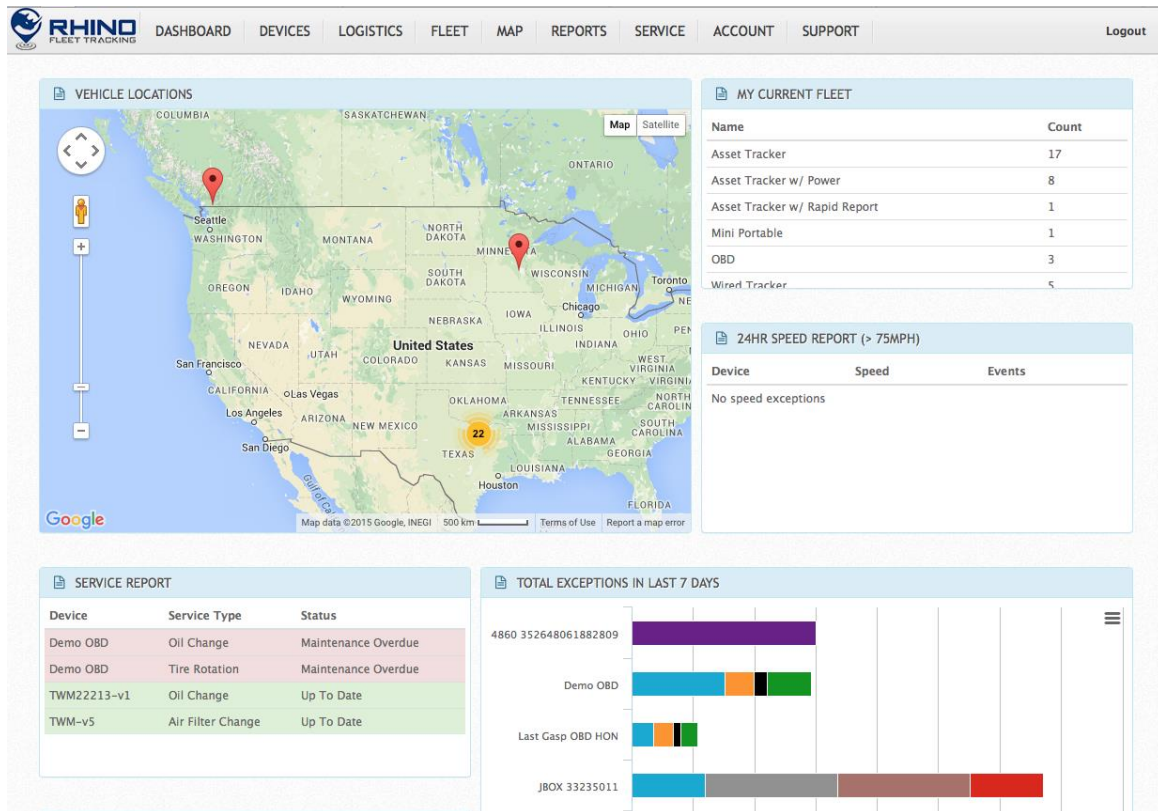 RHINO
FLEET TRACKING
DASHBOARD DEVICES LOGISTICS FLEET MAP REPORTS SERVICE ACCOUNT SUPPORT Logout
VEHICLE LOCATIONS
COLUMBIA SASKATCHEWAN
Map Satellite
ONTARIO
Seattle
WASHINGTON MONTANA NORTH DAKOTA
MINNE TA
SOUTH DAKOTA WISCONSIN
OREGON IDAHO WYOMING MICHIGAN Toronto
Chicago NE
NEBRASKA IOWA
ILLINOIS OHIO PEN
NEVADA UTAH United States INDIANA
San Francisco COLORADO KANSAS MISSOURI WEST VIRGINIA
KENTUCKY VIRGINI
CALIFORNIA Las Vegas
OKLAHOMA TENNESSEE NORTH CAROLIN
Los Angeles ARIZONA NEW MEXICO ARKANSAS
22 MISSISSIPPI SOUTH CAROLINA
San Diego ALABAMA
TEXAS GEORGIA
LOUISIANA
Houston
Gulf of Ca
FLORIDA
Google
Map data ©2015 Google, INEGI 500 km Terms of Use Report a map error
MY CURRENT FLEET
Name Count
Asset Tracker 17
Asset Tracker w/ Power 8
Asset Tracker w/ Rapid Report 1
Mini Portable 1
OBD 3
Wired Tracker 5
24HR SPEED REPORT (> 75MPH)
Device Speed Events
No speed exceptions
SERVICE REPORT
Device Service Type Status
Demo OBD Oil Change Maintenance Overdue
Demo OBD Tire Rotation Maintenance Overdue
TWM22213-v1 Oil Change Up To Date
TWM-v5 Air Filter Change Up To Date
TOTAL EXCEPTIONS IN LAST 7 DAYS
4860 352648061882809
Demo OBD
Last Gasp OBD HON
JBOX 33235011